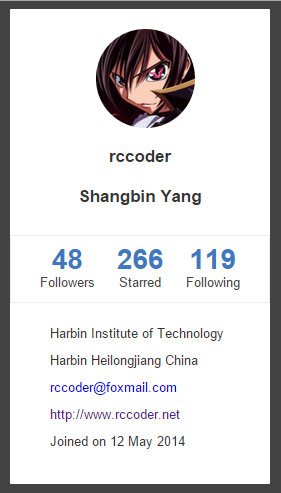 rccoder
Shangbin Yang
48 266 119
Followers Starred Following
Harbin Institute of Technology
Harbin Heilongjiang China
rccoder@foxmail.com
http://www.rccoder.net
Joined on 12 May 2014